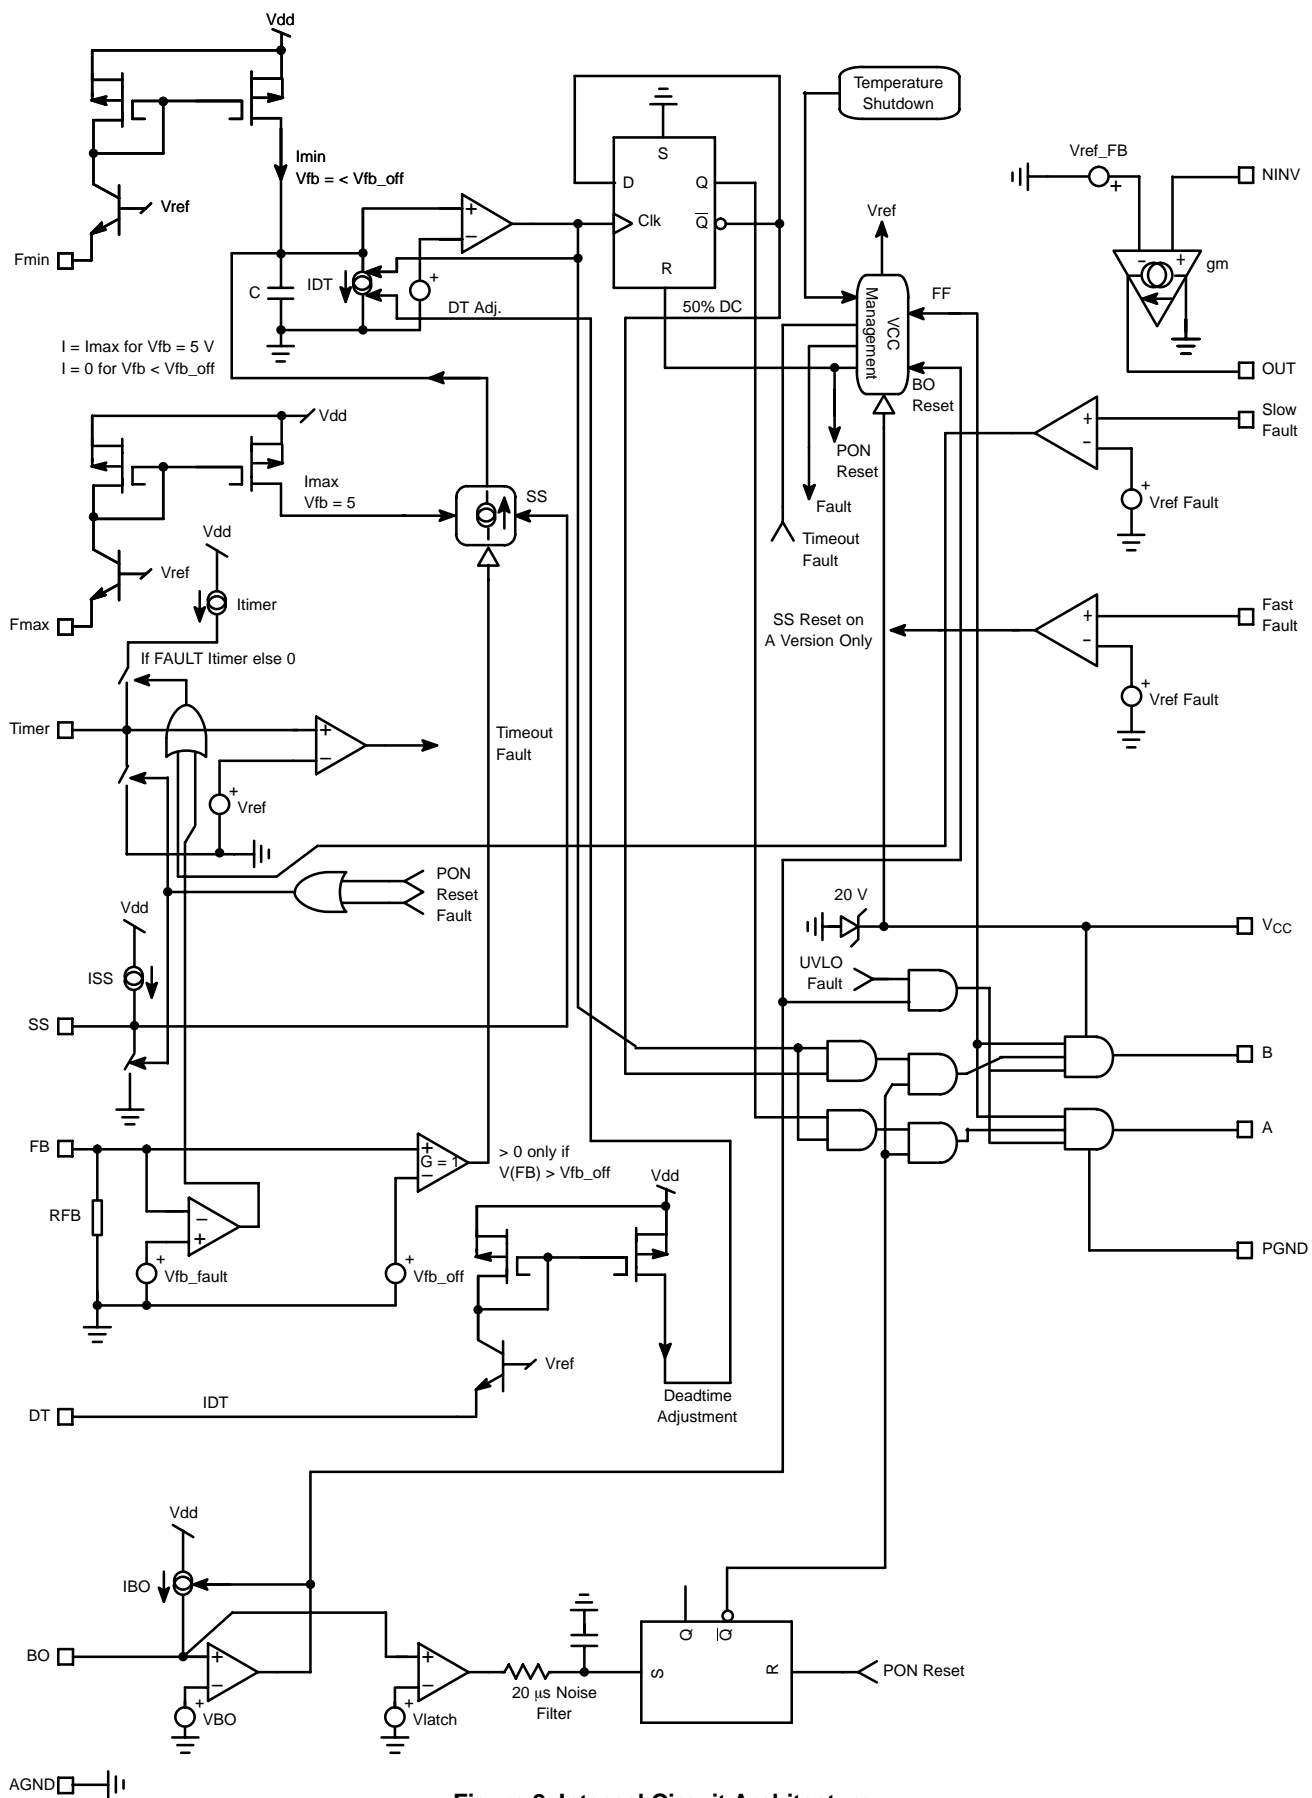 Vdd
Temperature
Shutdown
S
Imin
Vfb = < Vfb_off
Vref_FB
+
NINV
D
Q
Vref
Fmin
+
−
Clk
Q
Vref
− +
gm
C
IDT
+
R
FF
DT Adj.
50% DC
VCC
Management
I = Imax for Vfb = 5 V
I = 0 for Vfb < Vfb_off
OUT
BO
Reset
Vdd
Slow
Fault
+
−
PON
Reset
Imax
Vfb = 5
SS
+
Vref Fault
Fault
Vdd
Timeout
Fault
Vref
Itimer
Fmax
SS Reset on
A Version Only
+
−
Fast
Fault
If FAULT Itimer else 0
+
Vref Fault
Timer
+
−
Timeout
Fault
+
Vref
PON
Reset
Fault
20 V
Vdd
VCC
UVLO
Fault
ISS
SS
B
A
FB
+
G = 1
−
> 0 only if
V(FB) > Vfb_off
Vdd
RFB
−
+
PGND
+
Vfb_fault
+
Vfb_off
Vref
IDT
Deadtime
Adjustment
DT
Vdd
IBO
Q
Q
BO
+
−
+
−
S
R
PON Reset
20 μs Noise
Filter
+
VBO
+
Vlatch
AGND